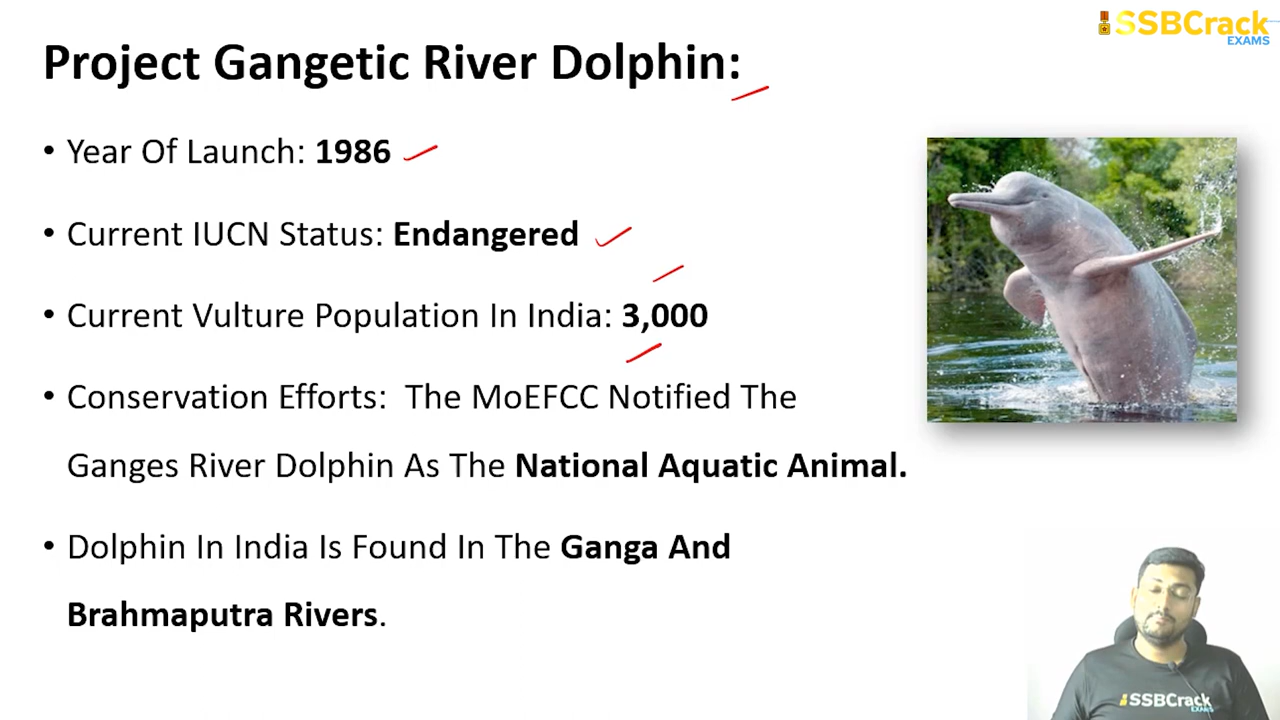 SSBCrack
EXAMS
Project Gangetic River Dolphin:
• Year Of Launch: 1986
• Current IUCN Status: Endangered
• Current Vulture Population In India: 3,000
• Conservation Efforts:  The MoEFCC Notified The
Ganges River Dolphin As The National Aquatic Animal.
• Dolphin In India Is Found In The Ganga And
Brahmaputra Rivers.
SSBCrack
EXAMS